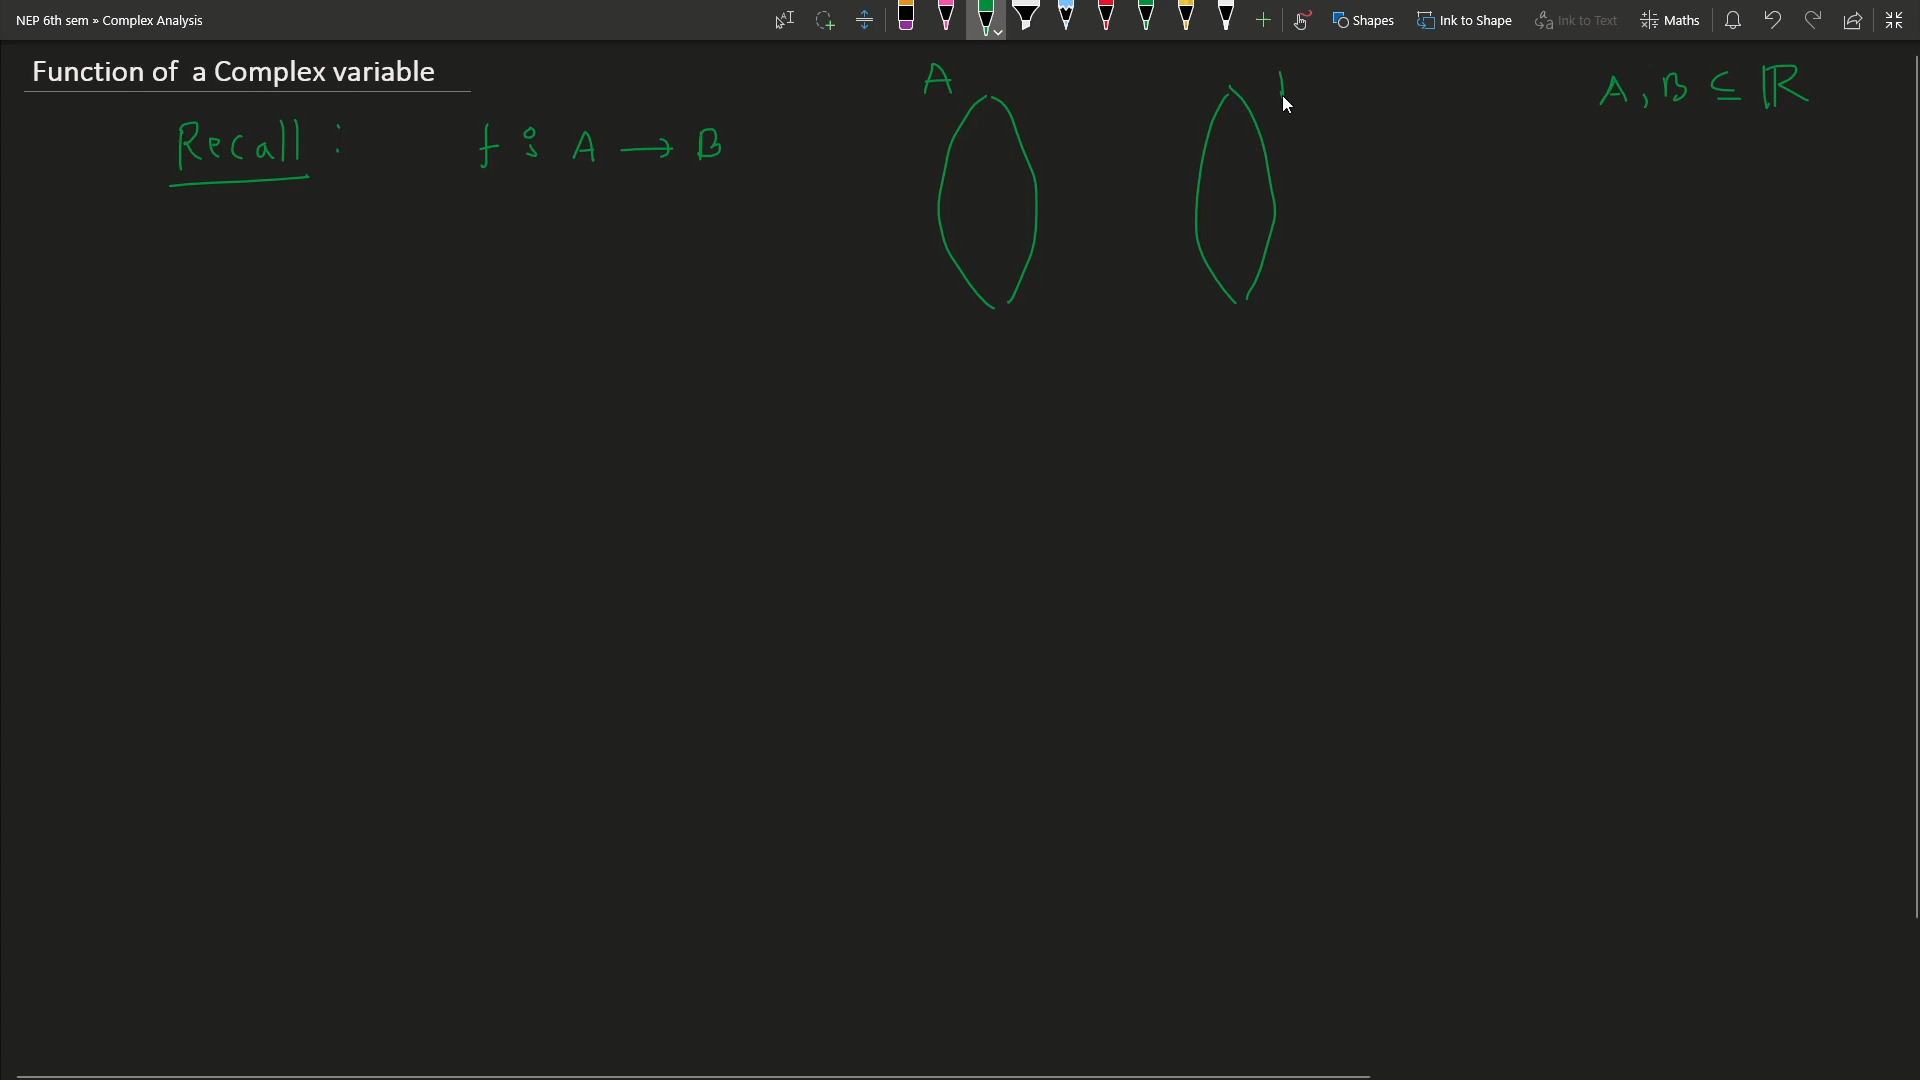 NEP 6th sem » Complex Analysis
Shapes Ink to Shape Ink to Text Maths
Function of a Complex variable
A
A, B ⊆ ℝ
Recall : f : A → B